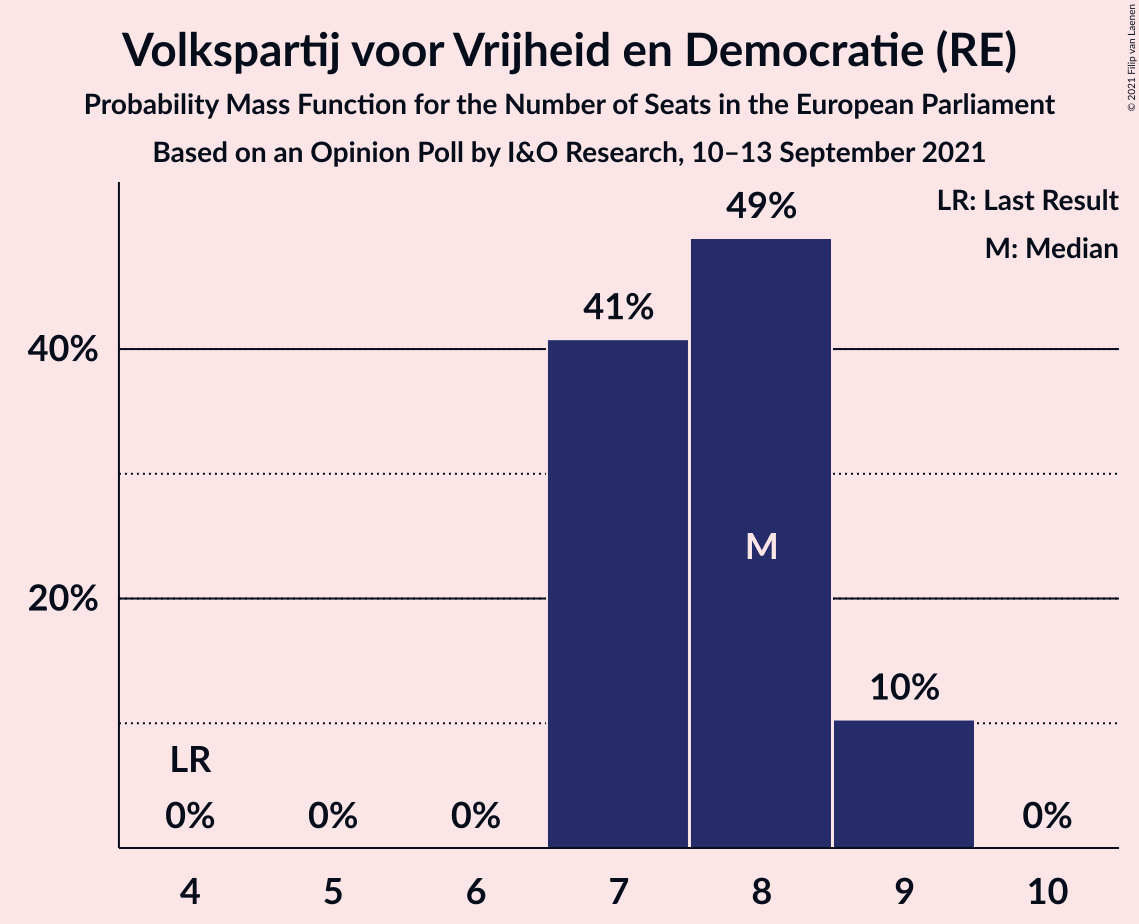 Volkspartij voor Vrijheid en Democratie (RE)
Probability Mass Function for the Number of Seats in the European Parliament
Based on an Opinion Poll by I&O Research, 10–13 September 2021
© 2021 Filip van Laenen
LR: Last Result
M: Median
49%
41%
40%
M
20%
10%
LR
0%
0%
0%
0%
4
5
6
7
8
9
10